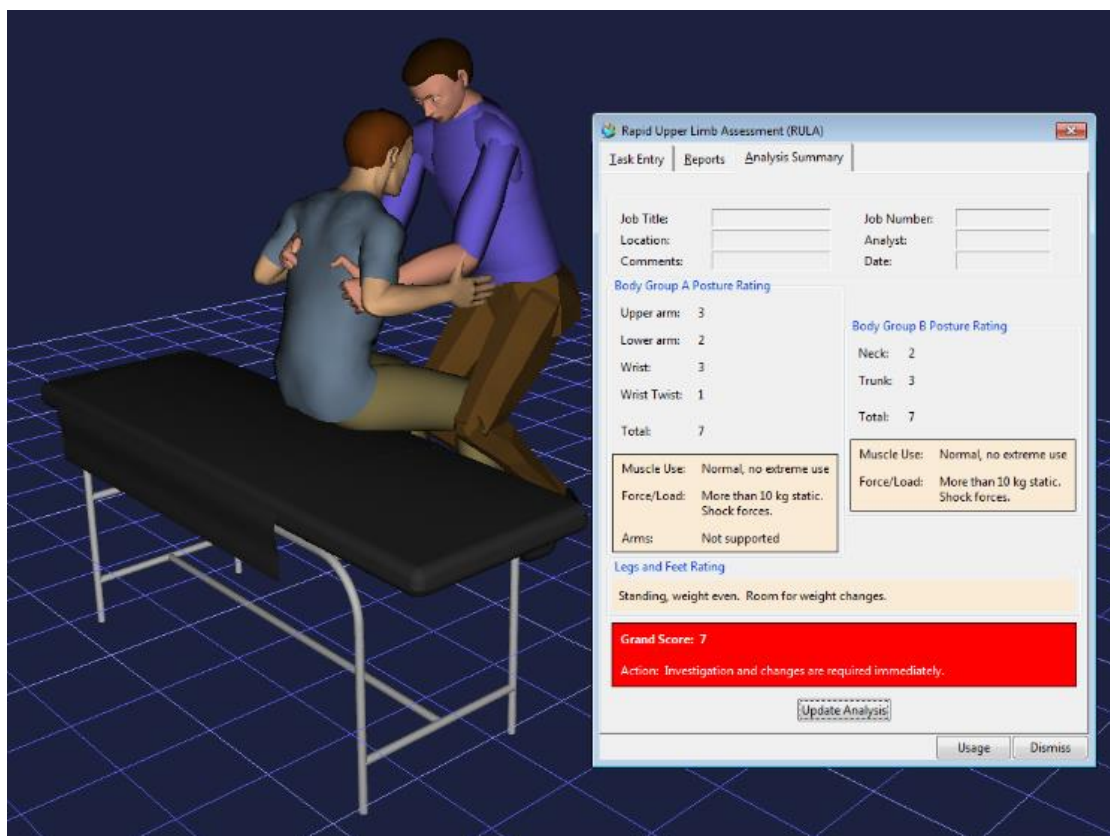 Rapid Upper Limb Assessment (RULA)
Task Entry Reports Analysis Summary
Job Title: Job Number:
Location: Analyst:
Comments: Date:
Body Group A Posture Rating
Upper arm: 3
Lower arm: 2
Wrist: 3
Wrist Twist: 1
Total: 7
Muscle Use: Normal, no extreme use
Force/Load: More than 10 kg static.
Shock forces.
Arms: Not supported
Body Group B Posture Rating
Neck: 2
Trunk: 3
Total: 7
Muscle Use: Normal, no extreme use
Force/Load: More than 10 kg static.
Shock forces.
Legs and Feet Rating
Standing, weight even. Room for weight changes.
Grand Score: 7
Action: Investigation and changes are required immediately.
Update Analysis
Usage Dismiss